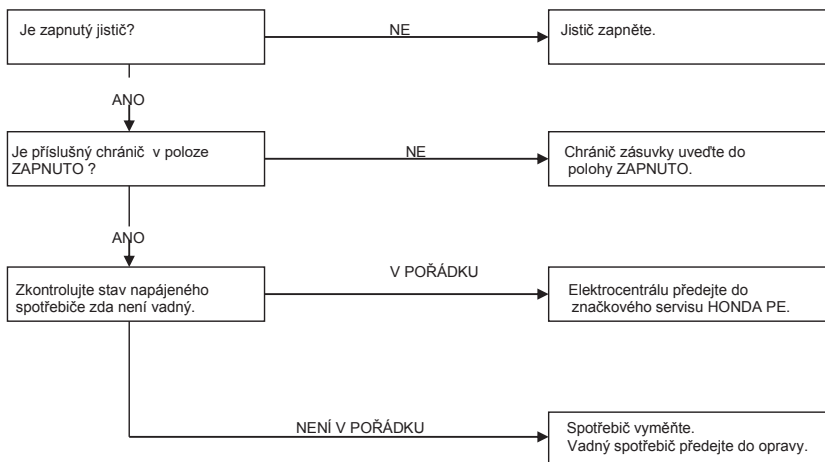 Je zapnutý jistič?
NE
Jistič zapněte.
ANO
Je příslušný chránič v poloze
ZAPNUTO ?
NE
Chránič zásuvky uveďte do
polohy ZAPNUTO.
ANO
Zkontrolujte stav napájeného
spotřebiče zda není vadný.
V POŘÁDKU
Elektrocentrálu předejte do
značkového servisu HONDA PE.
NENÍ V POŘÁDKU
Spotřebič vyměňte.
Vadný spotřebič předejte do opravy.